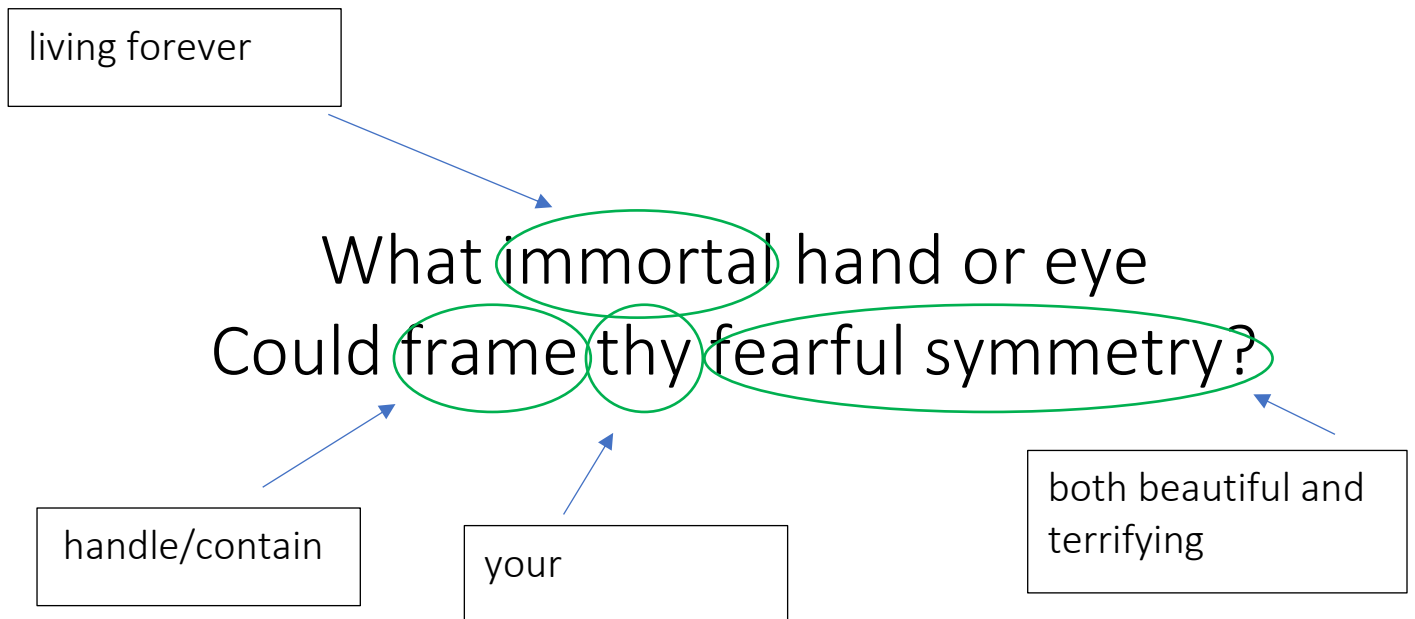 living forever
What immortal hand or eye
Could frame thy fearful symmetry?
handle/contain
your
both beautiful and
terrifying